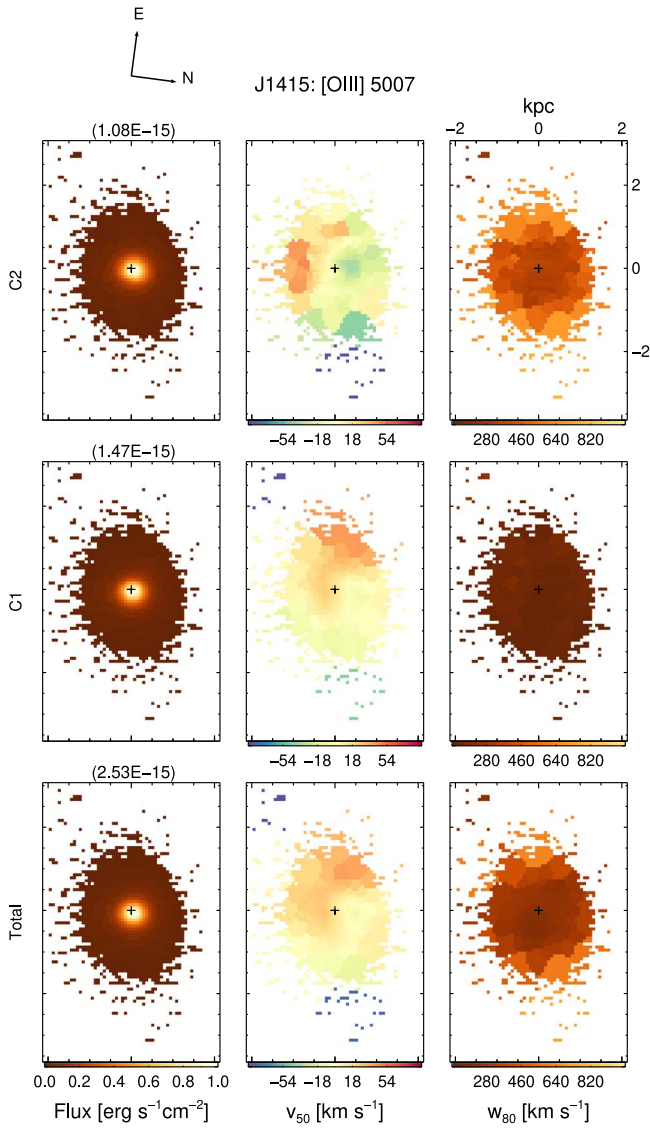 E
N
J1415: [OIII] 5007
kpc
(1.08E−15)
−2 0 2
C2
2
0
−2
−54 −18 18 54
280 460 640 820
(1.47E−15)
C1
−54 −18 18 54
280 460 640 820
(2.53E−15)
Total
0.0 0.2 0.4 0.5 0.6 0.8 1.0
−54 −18 18 54
280 460 640 820
Flux [erg s⁻¹cm⁻²]
v₅₀ [km s⁻¹]
w₈₀ [km s⁻¹]